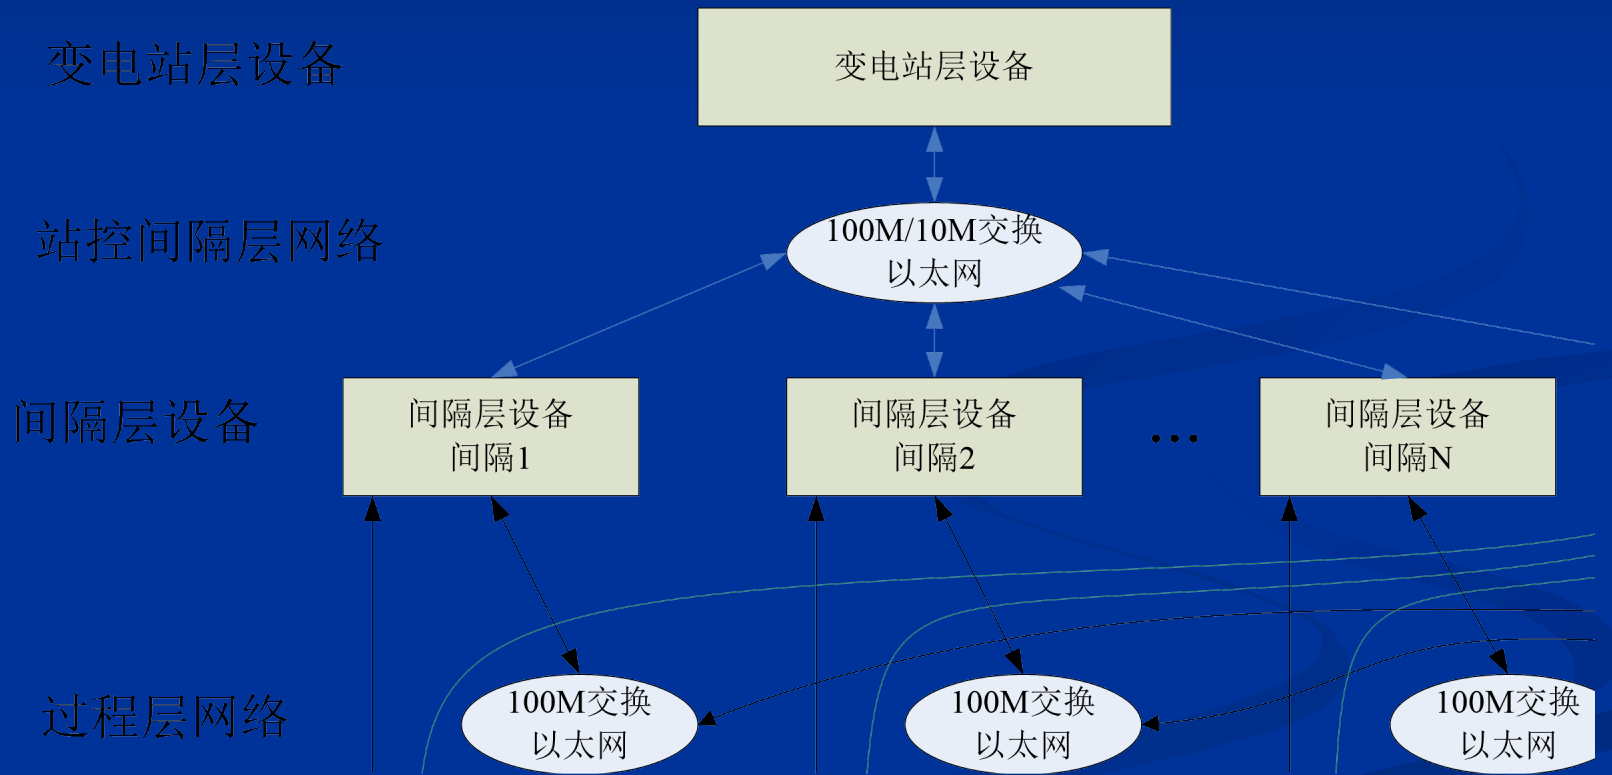 变电站层设备
变电站层设备
站控间隔层网络
100M/10M交换
以太网
间隔层设备
间隔层设备
间隔1
间隔层设备
间隔2
...
间隔层设备
间隔N
过程层网络
100M交换
以太网
100M交换
以太网
100M交换
以太网